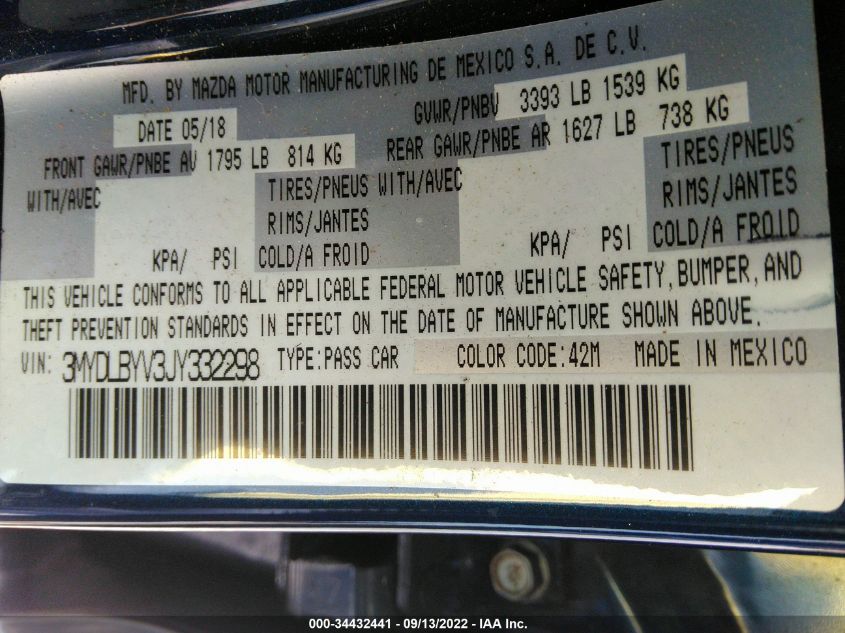 MFD. BY MAZDA MOTOR MANUFACTURING DE MEXICO S.A. DE C.V.
DATE 05/18 GVWR/PNBV 3393 LB 1539 KG
FRONT GAWR/PNBE AV 1795 LB 814 KG REAR GAWR/PNBE AR 1627 LB 738 KG
WITH/AVEC TIRES/PNEUS WITH/AVEC TIRES/PNEUS
RIMS/JANTES RIMS/JANTES
KPA/ PSI COLD/A FROID KPA/ PSI COLD/A FROID
THIS VEHICLE CONFORMS TO ALL APPLICABLE FEDERAL MOTOR VEHICLE SAFETY, BUMPER, AND
THEFT PREVENTION STANDARDS IN EFFECT ON THE DATE OF MANUFACTURE SHOWN ABOVE.
VIN: 3MYDLBYV3JY332298 TYPE:PASS CAR COLOR CODE:42M MADE IN MEXICO
000-34432441 - 09/13/2022 - IAA Inc.